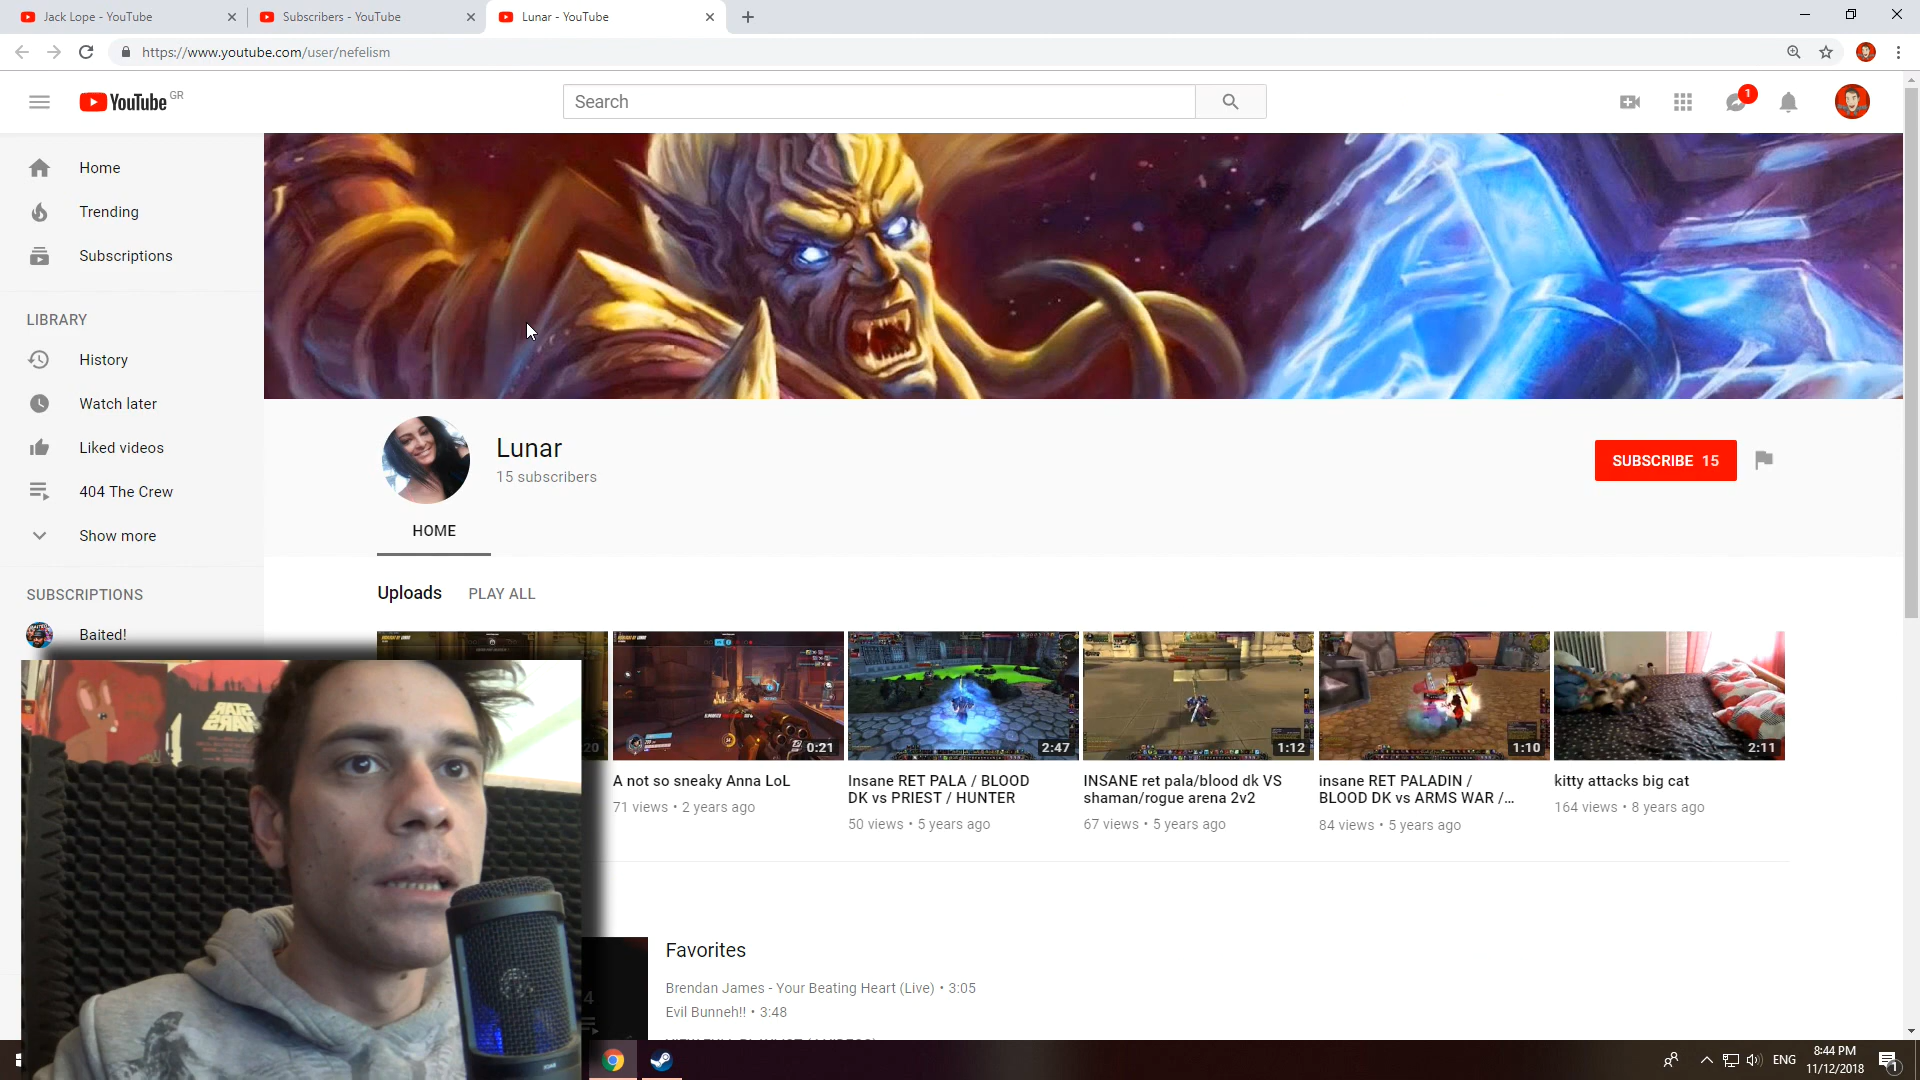 Jack Lope - YouTube
Subscribers - YouTube
Lunar - YouTube
https://www.youtube.com/user/nefelism
YouTube GR
Search
1
Home
Trending
Subscriptions
LIBRARY
History
Watch later
Liked videos
404 The Crew
Show more
SUBSCRIPTIONS
Baited!
Lunar
15 subscribers
SUBSCRIBE 15
HOME
Uploads
PLAY ALL
20
0:21
2:47
1:12
1:10
2:11
A not so sneaky Anna LoL
71 views • 2 years ago
Insane RET PALA / BLOOD
DK vs PRIEST / HUNTER
50 views • 5 years ago
INSANE ret pala/blood dk VS
shaman/rogue arena 2v2
67 views • 5 years ago
insane RET PALADIN /
BLOOD DK vs ARMS WAR /...
84 views • 5 years ago
kitty attacks big cat
164 views • 8 years ago
4
Favorites
Brendan James - Your Beating Heart (Live) • 3:05
Evil Bunneh!! • 3:48
STAR
WARS
ENG
8:44 PM
11/12/2018
1